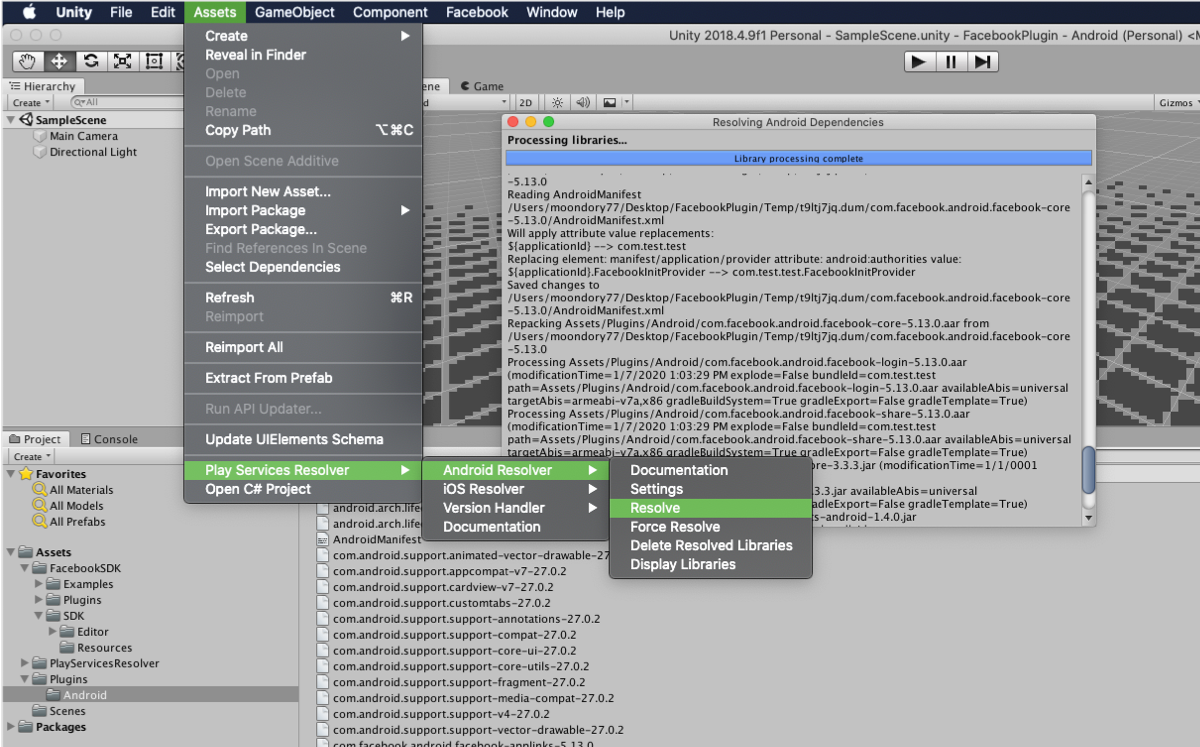 Unity File Edit Assets GameObject Component Facebook Window Help
Unity 2018.4.9f1 Personal - SampleScene.unity - FacebookPlugin - Android (Personal)
Create
Reveal in Finder
Open
Delete
Rename
Copy Path ⌥⌘C
Open Scene Additive
Import New Asset...
Import Package
Export Package...
Find References In Scene
Select Dependencies
Refresh ⌘R
Reimport
Reimport All
Extract From Prefab
Run API Updater...
Update UIElements Schema
Play Services Resolver
Open C# Project
Android Resolver
iOS Resolver
Version Handler
Documentation
Documentation
Settings
Resolve
Force Resolve
Delete Resolved Libraries
Display Libraries
Hierarchy
Create All
SampleScene
Main Camera
Directional Light
Game
2D
Gizmos
Resolving Android Dependencies
Processing libraries...
Library processing complete
-5.13.0
Reading AndroidManifest
/Users/moondory77/Desktop/FacebookPlugin/Temp/t9ltj7jq.dum/com.facebook.android.facebook-core
-5.13.0/AndroidManifest.xml
Will apply attribute value replacements:
${applicationId} --> com.test.test
Replacing element: manifest/application/provider attribute: android:authorities value:
${applicationId}.FacebookInitProvider --> com.test.test.FacebookInitProvider
Saved changes to
/Users/moondory77/Desktop/FacebookPlugin/Temp/t9ltj7jq.dum/com.facebook.android.facebook-core
-5.13.0/AndroidManifest.xml
Repacking Assets/Plugins/Android/com.facebook.android.facebook-core-5.13.0.aar from
/Users/moondory77/Desktop/FacebookPlugin/Temp/t9ltj7jq.dum/com.facebook.android.facebook-core
-5.13.0
Processing Assets/Plugins/Android/com.facebook.android.facebook-login-5.13.0.aar
(modificationTime=1/7/2020 1:03:29 PM explode=False bundleId=com.test.test
path=Assets/Plugins/Android/com.facebook.android.facebook-login-5.13.0.aar availableAbis=universal
targetAbis=armeabi-v7a,x86 gradleBuildSystem=True gradleExport=False gradleTemplate=True)
Processing Assets/Plugins/Android/com.facebook.android.facebook-share-5.13.0.aar
(modificationTime=1/7/2020 1:03:29 PM explode=False bundleId=com.test.test
path=Assets/Plugins/Android/com.facebook.android.facebook-share-5.13.0.aar availableAbis=universal
targetAbis=armeabi-v7a,x86 gradleBuildSystem=True gradleExport=False gradleTemplate=True)
ore-3.3.3.jar (modificationTime=1/1/0001
3.3.jar availableAbis=universal
gradleExport=False gradleTemplate=True)
ts-android-1.4.0.jar
Project Console
Create
Favorites
All Materials
All Models
All Prefabs
Assets
FacebookSDK
Examples
Plugins
SDK
Editor
Resources
PlayServicesResolver
Plugins
Android
Scenes
Packages
android.arch.life
android.arch.life
AndroidManifest
com.android.support.animated-vector-drawable-27
com.android.support.appcompat-v7-27.0.2
com.android.support.cardview-v7-27.0.2
com.android.support.customtabs-27.0.2
com.android.support.support-annotations-27.0.2
com.android.support.support-compat-27.0.2
com.android.support.support-core-ui-27.0.2
com.android.support.support-core-utils-27.0.2
com.android.support.support-fragment-27.0.2
com.android.support.support-media-compat-27.0.2
com.android.support.support-v4-27.0.2
com.android.support.support-vector-drawable-27.0.2
com.facebook.android.facebook-applinks-5.13.0